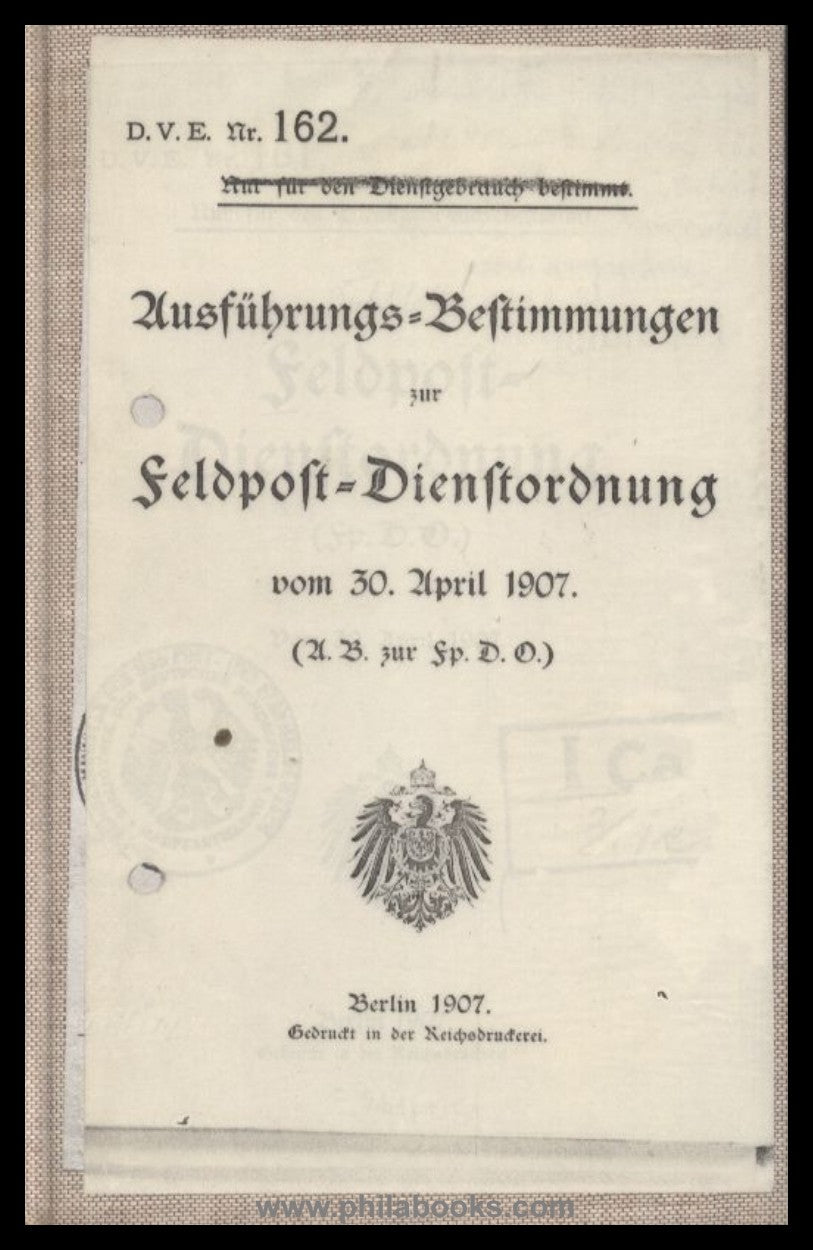 D. V. E. Nr. 162.
Nur für den Dienstgebrauch bestimmt.
Ausführungs-Bestimmungen
zur
Feldpost-Dienstordnung
vom 30. April 1907.
(A. B. zur Fp. D. O.)
I Ca
Berlin 1907.
Gedruckt in der Reichsdruckerei.
www.philabooks.com